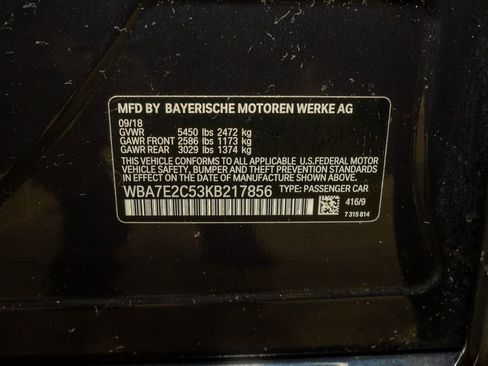 MFD BY BAYERISCHE MOTOREN WERKE AG
09/18
GVWR 5450 lbs 2472 kg
GAWR FRONT 2586 lbs 1173 kg
GAWR REAR 3029 lbs 1374 kg
THIS VEHICLE CONFORMS TO ALL APPLICABLE U.S.FEDERAL MOTOR
VEHICLE SAFETY, BUMPER AND THEFT PREVENTION STANDARDS
IN EFFECT ON THE DATE OF MANUFACTURE SHOWN ABOVE.
WBA7E2C53KB217856 TYPE: PASSENGER CAR
416/9
7 315 814